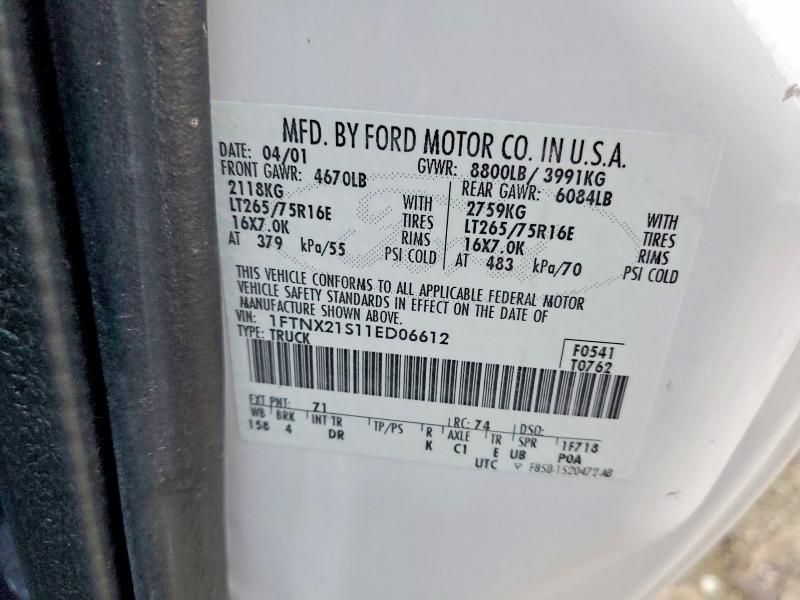 MFD. BY FORD MOTOR CO. IN U.S.A.
DATE: 04/01 GVWR: 8800LB/ 3991KG
FRONT GAWR: 4670LB REAR GAWR: 6084LB
2118KG WITH 2759KG WITH
LT265/75R16E TIRES LT265/75R16E TIRES
16X7.0K RIMS 16X7.0K RIMS
AT 379 kPa/55 PSI COLD AT 483 kPa/70 PSI COLD
THIS VEHICLE CONFORMS TO ALL APPLICABLE FEDERAL MOTOR
VEHICLE SAFETY STANDARDS IN EFFECT ON THE DATE OF
MANUFACTURE SHOWN ABOVE.
VIN: 1FTNX21S11ED06612
TYPE: TRUCK F0541
T0762
EXT PNT: Z1 RC: 74 DSO:
WB BRK INT TR TP/PS R AXLE TR SPR 1F718
158 4 DR K C1 E UB POA
UTC F85B-1520472-AB